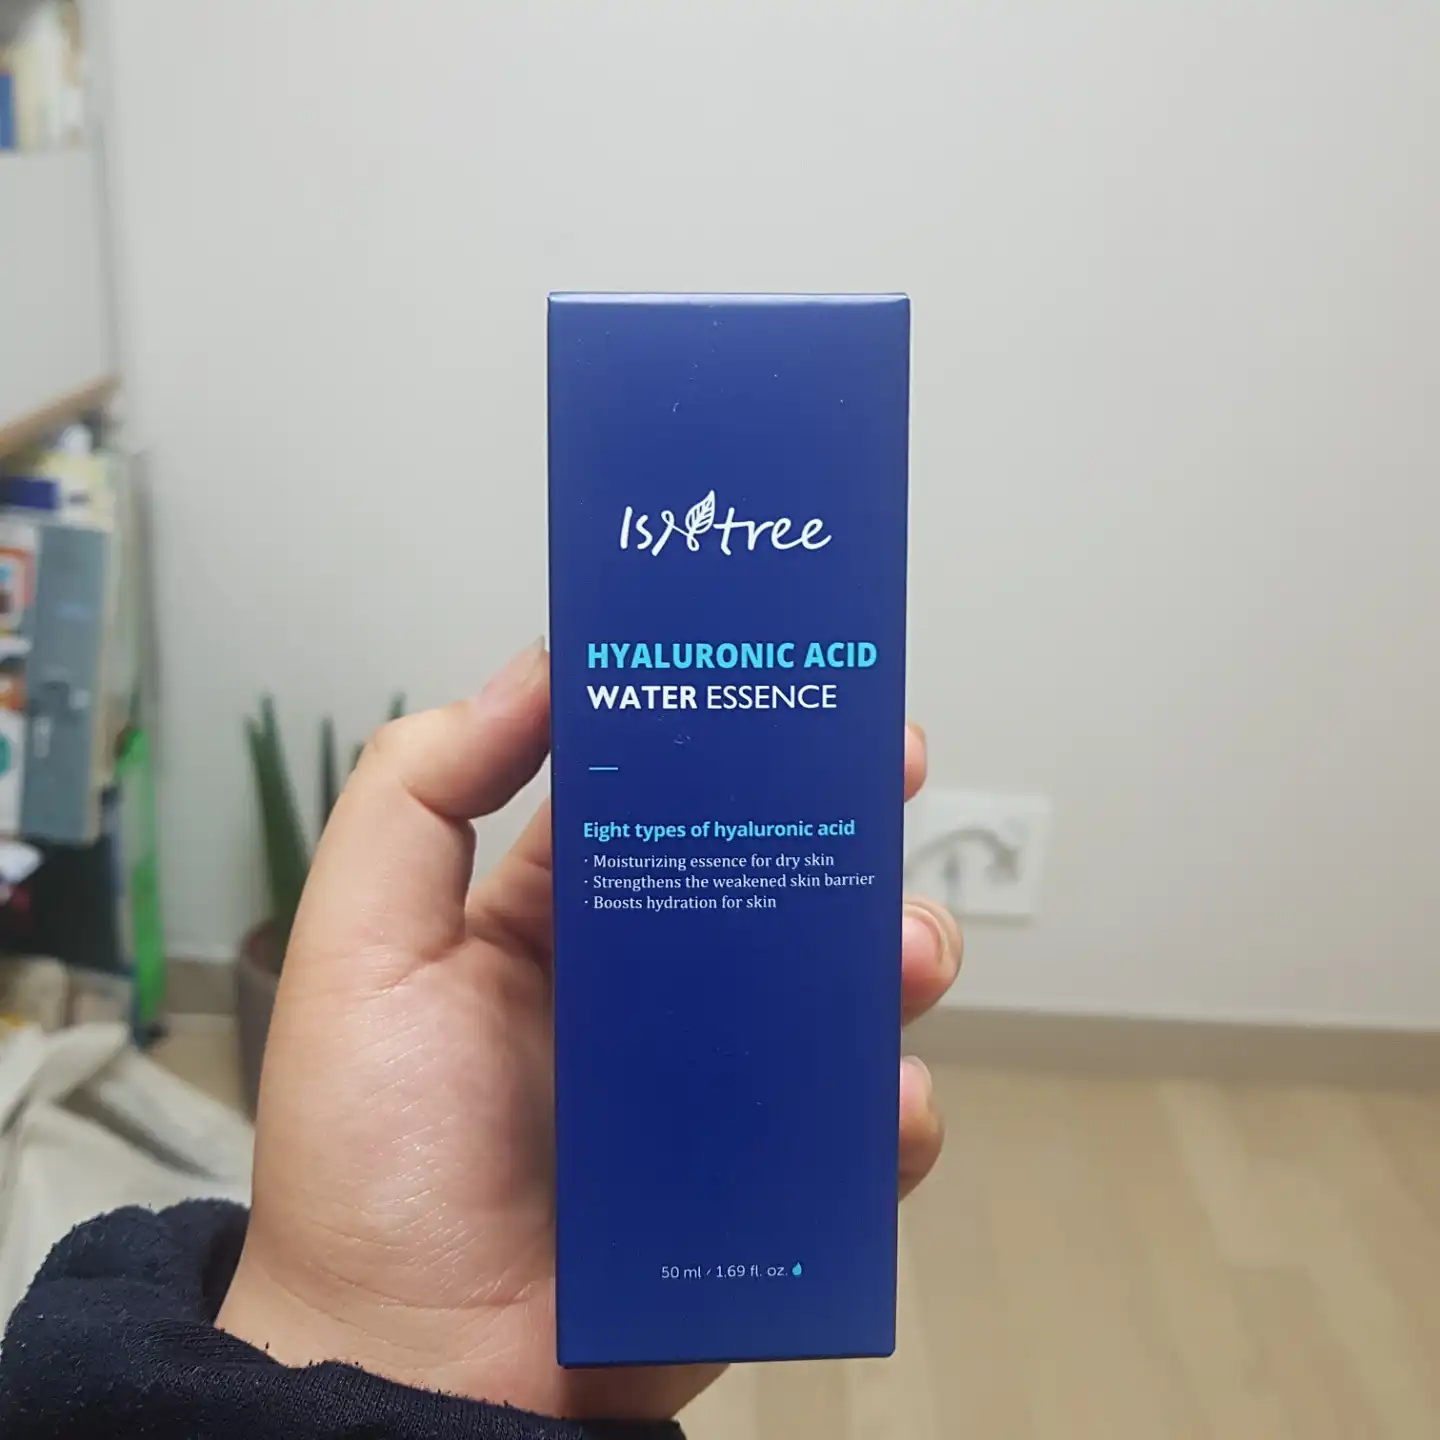 Isntree
HYALURONIC ACID
WATER ESSENCE
Eight types of hyaluronic acid
· Moisturizing essence for dry skin
· Strengthens the weakened skin barrier
· Boosts hydration for skin
50 ml / 1.69 fl. oz.